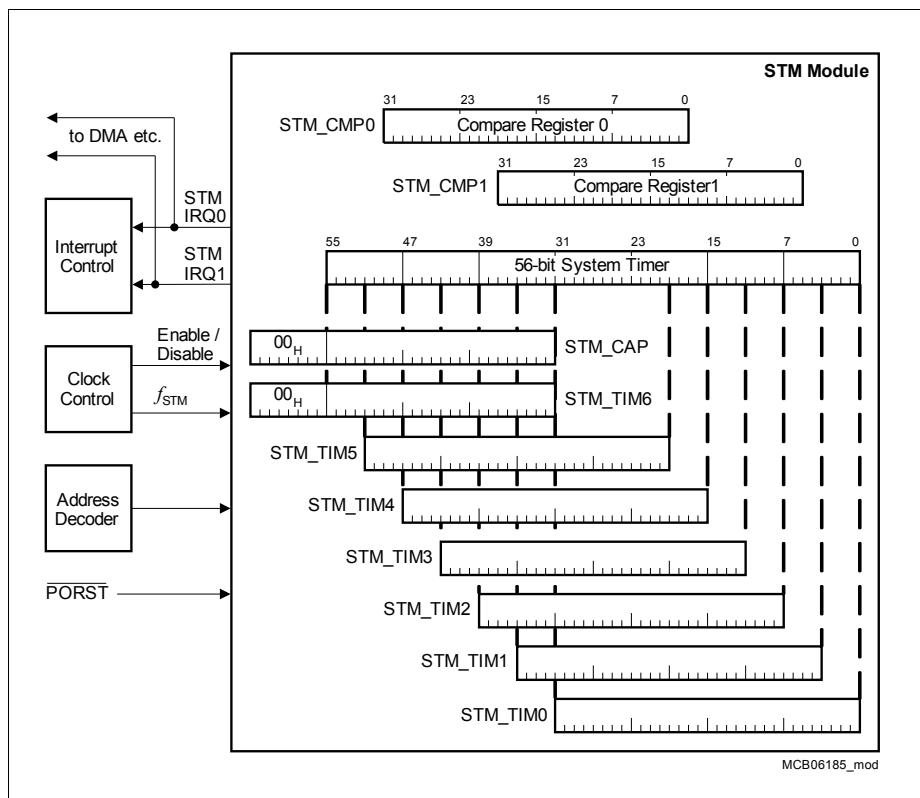 STM Module
31 23 15 7 0
STM_CMP0 Compare Register 0
to DMA etc.
31 23 15 7 0
STM_CMP1 Compare Register1
STM
IRQ0
Interrupt
Control
STM
IRQ1
55 47 39 31 23 15 7 0
56-bit System Timer
Enable /
Disable
00H STM_CAP
Clock
Control
fSTM
00H STM_TIM6
STM_TIM5
Address
Decoder
STM_TIM4
STM_TIM3
PORST
STM_TIM2
STM_TIM1
STM_TIM0
MCB06185_mod